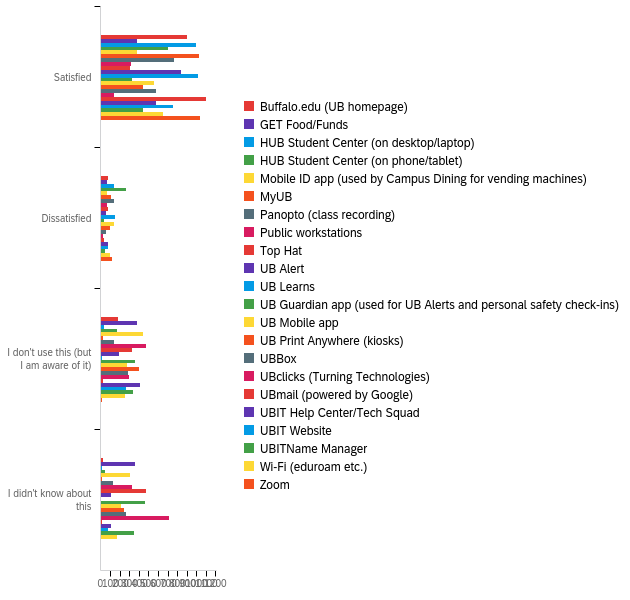 Satisfied
Dissatisfied
I don't use this (but
I am aware of it)
I didn't know about
this
Buffalo.edu (UB homepage)
GET Food/Funds
HUB Student Center (on desktop/laptop)
HUB Student Center (on phone/tablet)
Mobile ID app (used by Campus Dining for vending machines)
MyUB
Panopto (class recording)
Public workstations
Top Hat
UB Alert
UB Learns
UB Guardian app (used for UB Alerts and personal safety check-ins)
UB Mobile app
UB Print Anywhere (kiosks)
UBBox
UBclicks (Turning Technologies)
UBmail (powered by Google)
UBIT Help Center/Tech Squad
UBIT Website
UBITName Manager
Wi-Fi (eduroam etc.)
Zoom